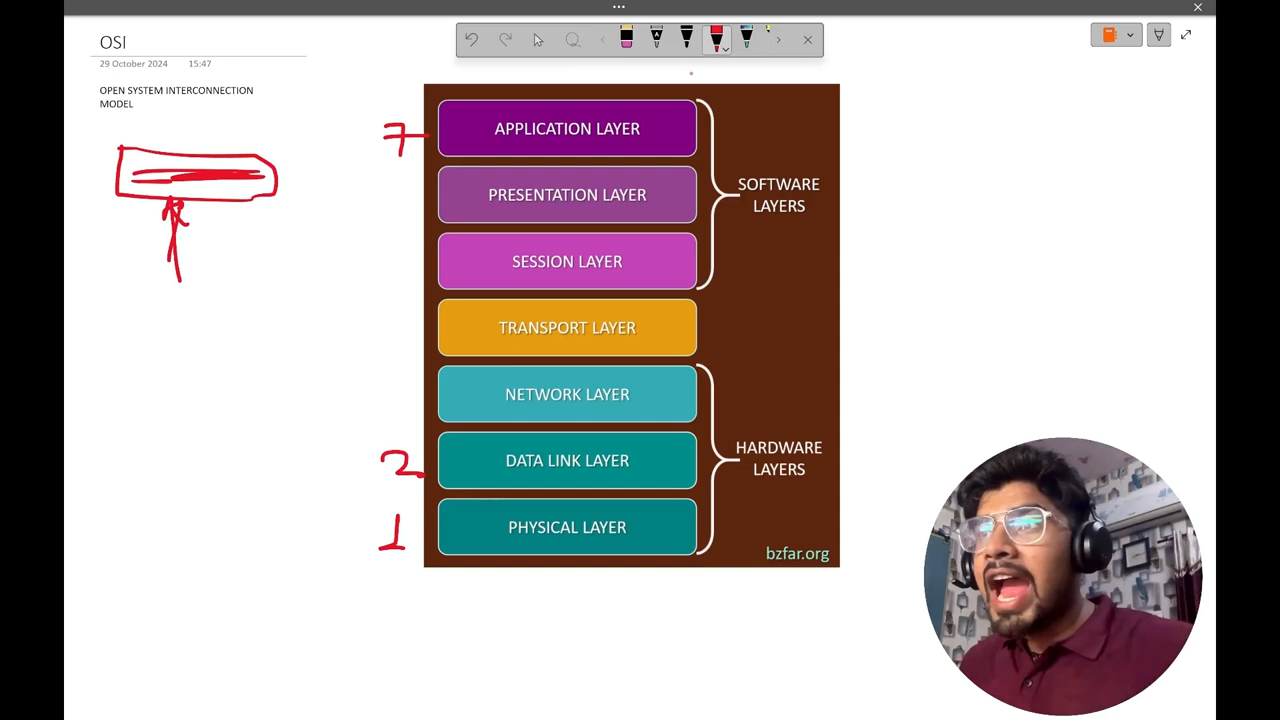 OSI
29 October 2024 15:47
OPEN SYSTEM INTERCONNECTION
MODEL
7
APPLICATION LAYER
PRESENTATION LAYER
SOFTWARE
LAYERS
SESSION LAYER
TRANSPORT LAYER
NETWORK LAYER
2
DATA LINK LAYER
HARDWARE
LAYERS
1
PHYSICAL LAYER
bzfar.org